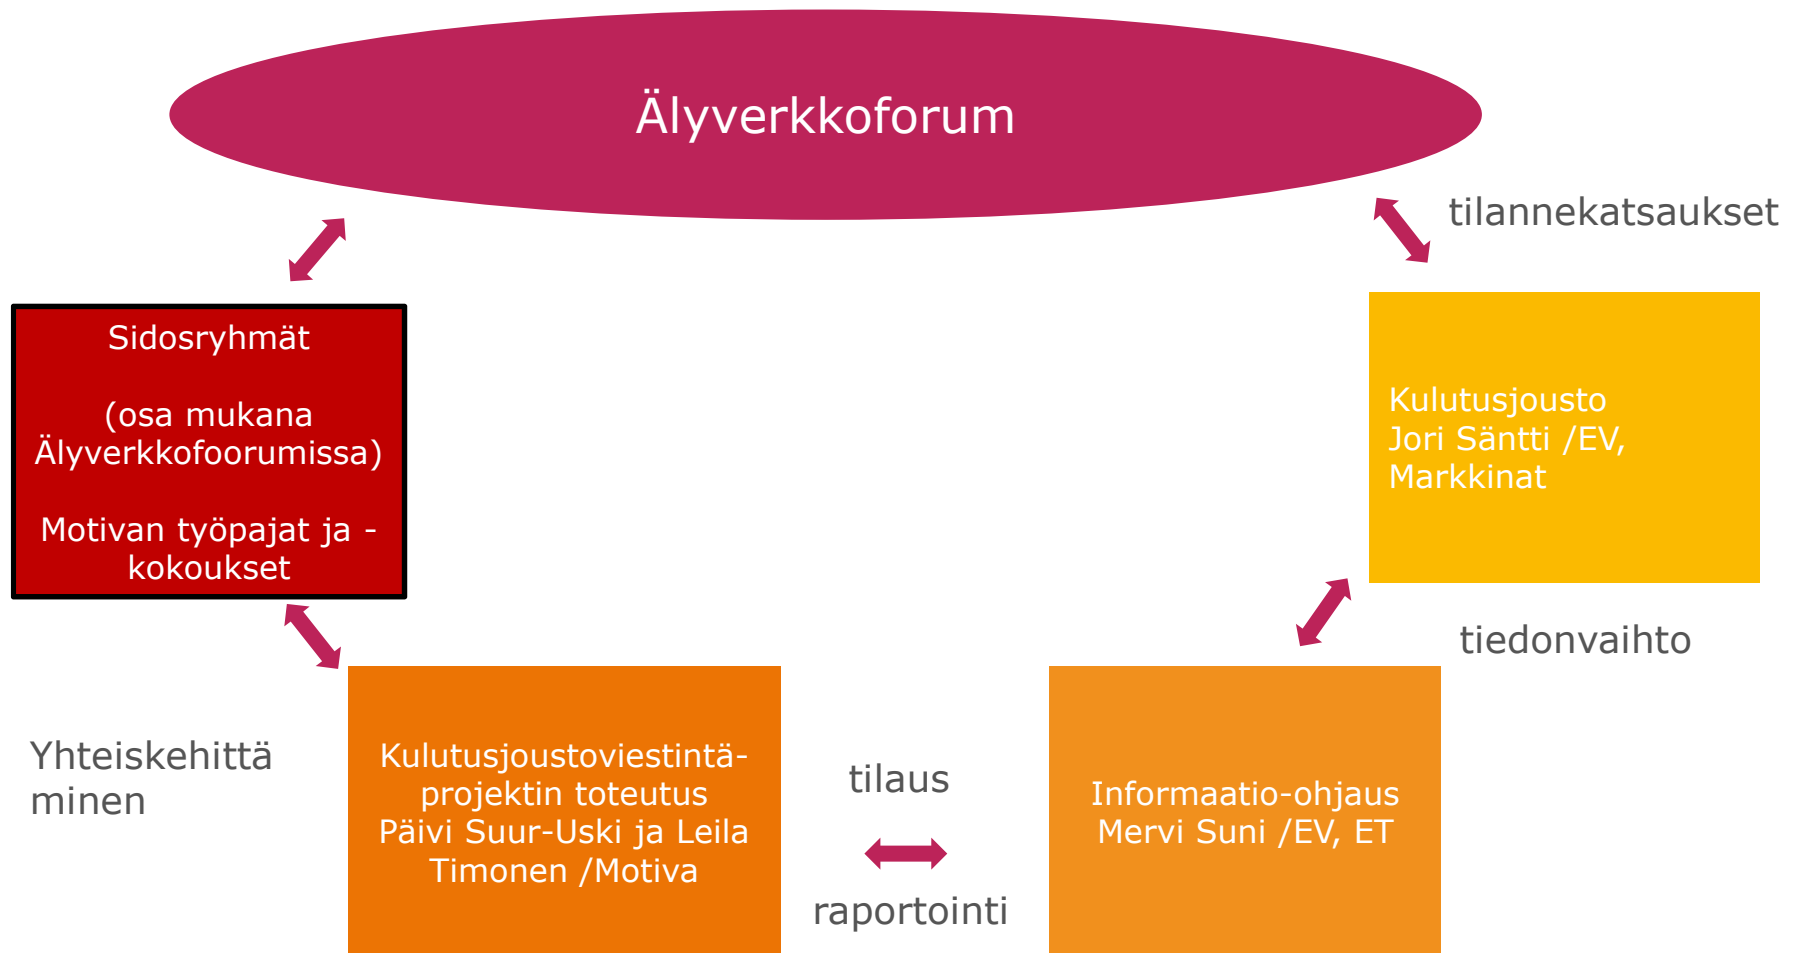 Älyverkkoforum
tilannekatsaukset
Sidosryhmät
(osa mukana
Älyverkkofoorumissa)
Motivan työpajat ja -
kokoukset
Kulutusjousto
Jori Säntti /EV,
Markkinat
tiedonvaihto
Yhteiskehittä
minen
Kulutusjoustoviestintä-
projektin toteutus
Päivi Suur-Uski ja Leila
Timonen /Motiva
tilaus
raportointi
Informaatio-ohjaus
Mervi Suni /EV, ET